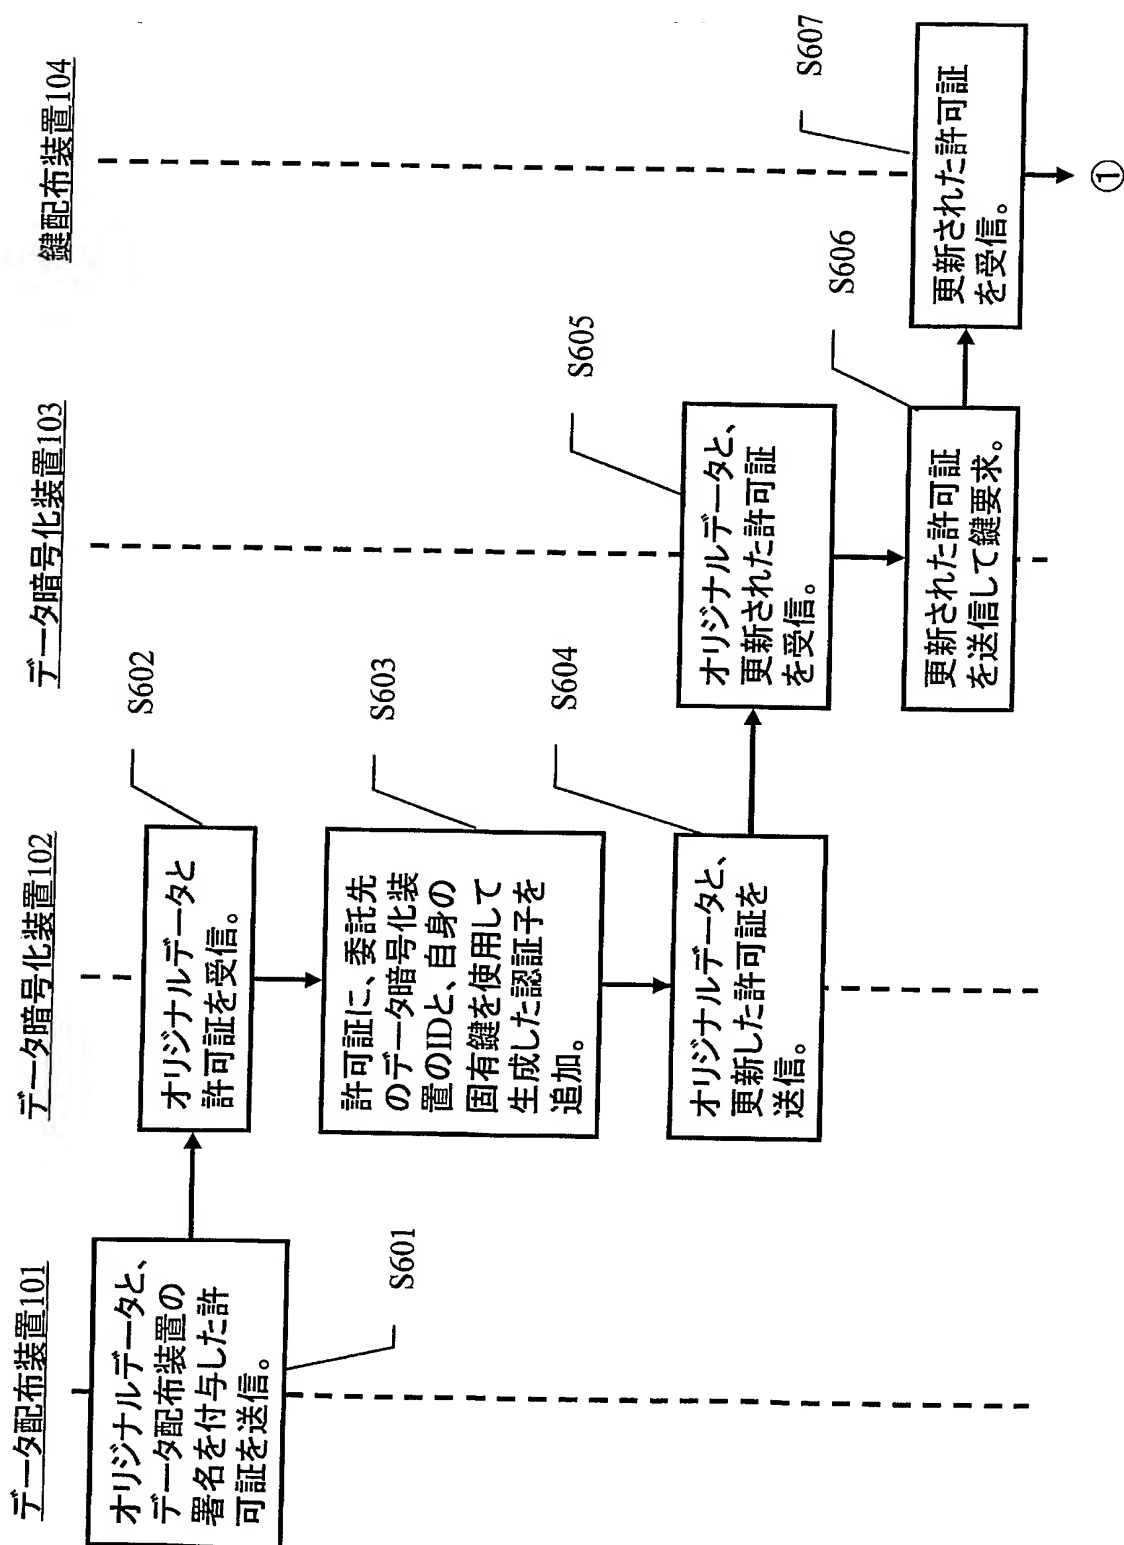 データ配布装置101
データ暗号化装置102
データ暗号化装置103
鍵配布装置104
オリジナルデータと、
データ配布装置の
署名を付与した許
可証を送信。
S601
オリジナルデータと
許可証を受信。
S602
許可証に、委託先
のデータ暗号化装
置のIDと、自身の
固有鍵を使用して
生成した認証子を
追加。
S603
オリジナルデータと、
更新した許可証を
送信。
S604
オリジナルデータと、
更新された許可証
を受信。
S605
更新された許可証
を送信して鍵要求。
S606
更新された許可証
を受信。
S607
①